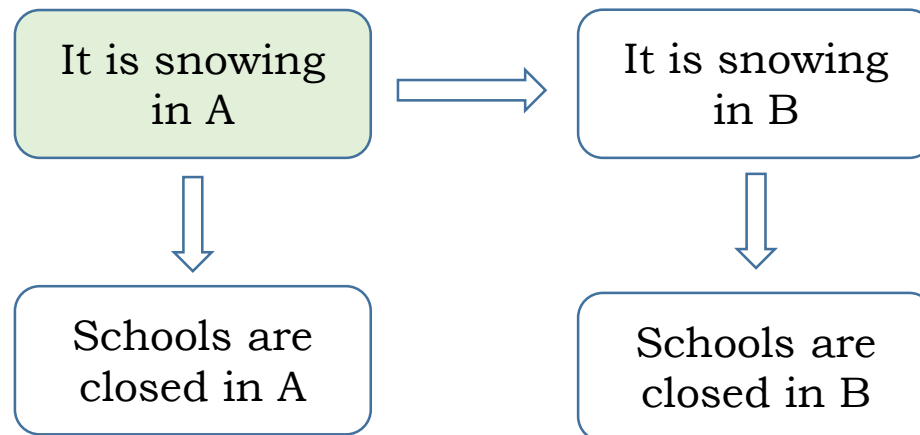 It is snowing
in A
It is snowing
in B
Schools are
closed in A
Schools are
closed in B